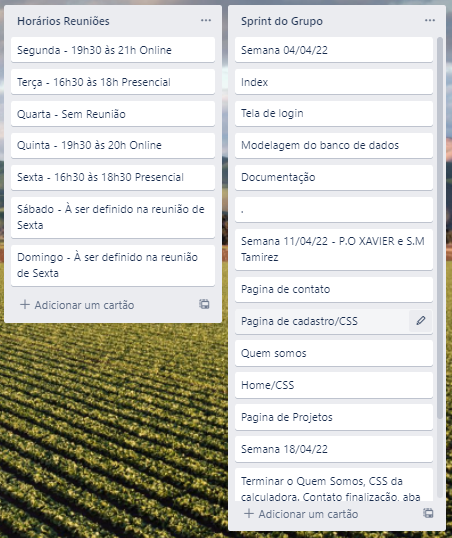 Horários Reuniões
Segunda - 19h30 às 21h Online
Terça - 16h30 às 18h Presencial
Quarta - Sem Reunião
Quinta - 19h30 às 20h Online
Sexta - 16h30 às 18h30 Presencial
Sábado - À ser definido na reunião de
Sexta
Domingo - À ser definido na reunião
de Sexta
+ Adicionar um cartão
Sprint do Grupo
Semana 04/04/22
Index
Tela de login
Modelagem do banco de dados
Documentação
.
Semana 11/04/22 - P.O XAVIER e S.M
Tamirez
Pagina de contato
Pagina de cadastro/CSS
Quem somos
Home/CSS
Pagina de Projetos
Semana 18/04/22
Terminar o Quem Somos, CSS da
calculadora, Contato finalização, aba
+ Adicionar um cartão